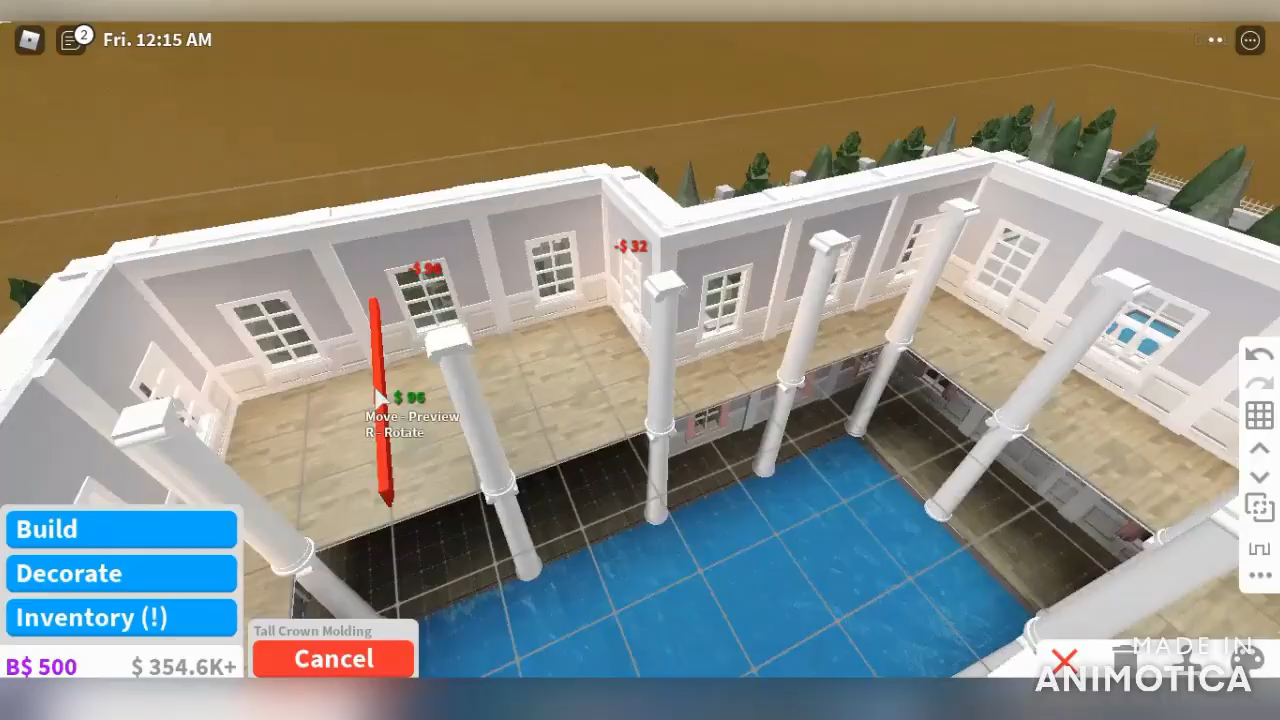 2
Fri. 12:15 AM
-$ 32
$ 96
Move - Preview
R - Rotate
Build
Decorate
Inventory (!)
Tall Crown Molding
B$ 500
$ 354.6K+
Cancel
MADE IN
ANIMOTICA